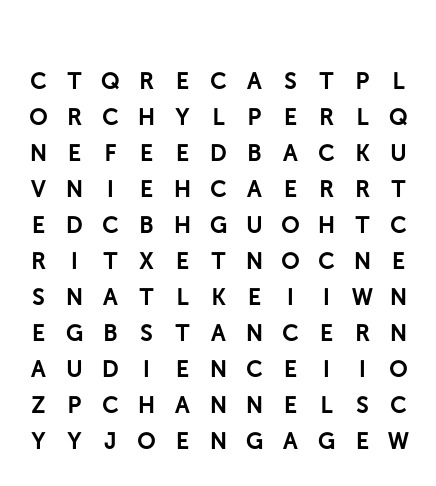 C T Q R E C A S T P L
O R C H Y L P E R L Q
N E F E E D B A C K U
V N I E H C A E R R T
E D C B H G U O H T C
R I T X E T N O C N E
S N A T L K E I I W N
E G B S T A N C E R N
A U D I E N C E I I O
Z P C H A N N E L S C
Y Y J O E N G A G E W